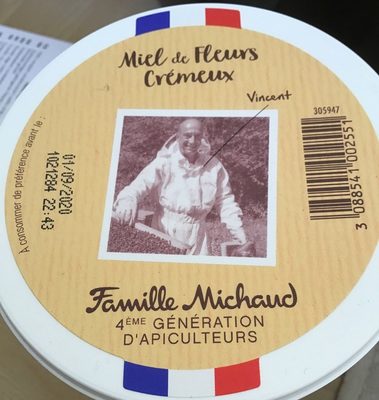 Miel de Fleurs
Crémeux
Vincent
305947
3 088541 002551
A consommer de préférence avant le :
01/09/2020
1021284 22:43
Famille Michaud
4ÈME GÉNÉRATION
D'APICULTEURS